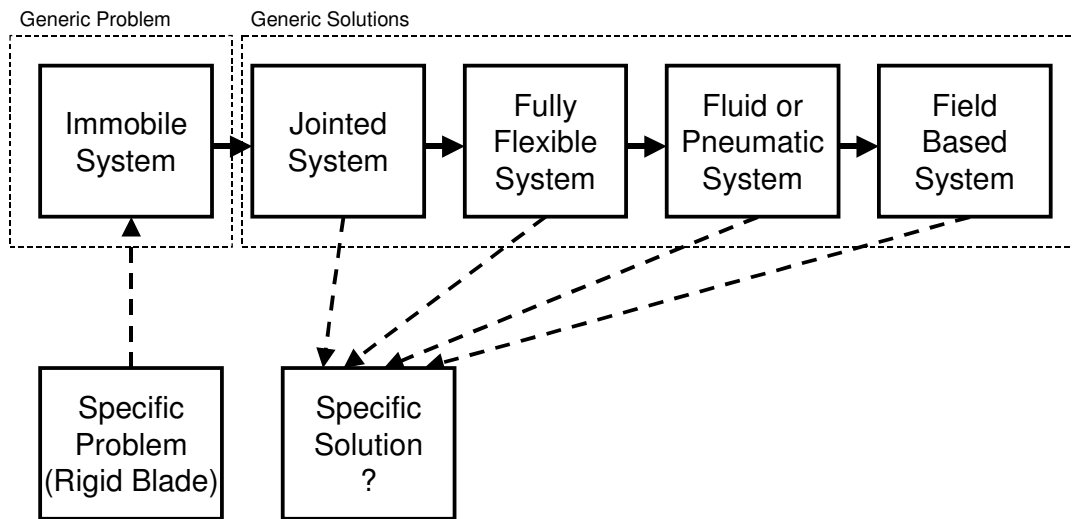 Generic Problem
Generic Solutions
Immobile
System
Jointed
System
Fully
Flexible
System
Fluid or
Pneumatic
System
Field
Based
System
Specific
Problem
(Rigid Blade)
Specific
Solution
?